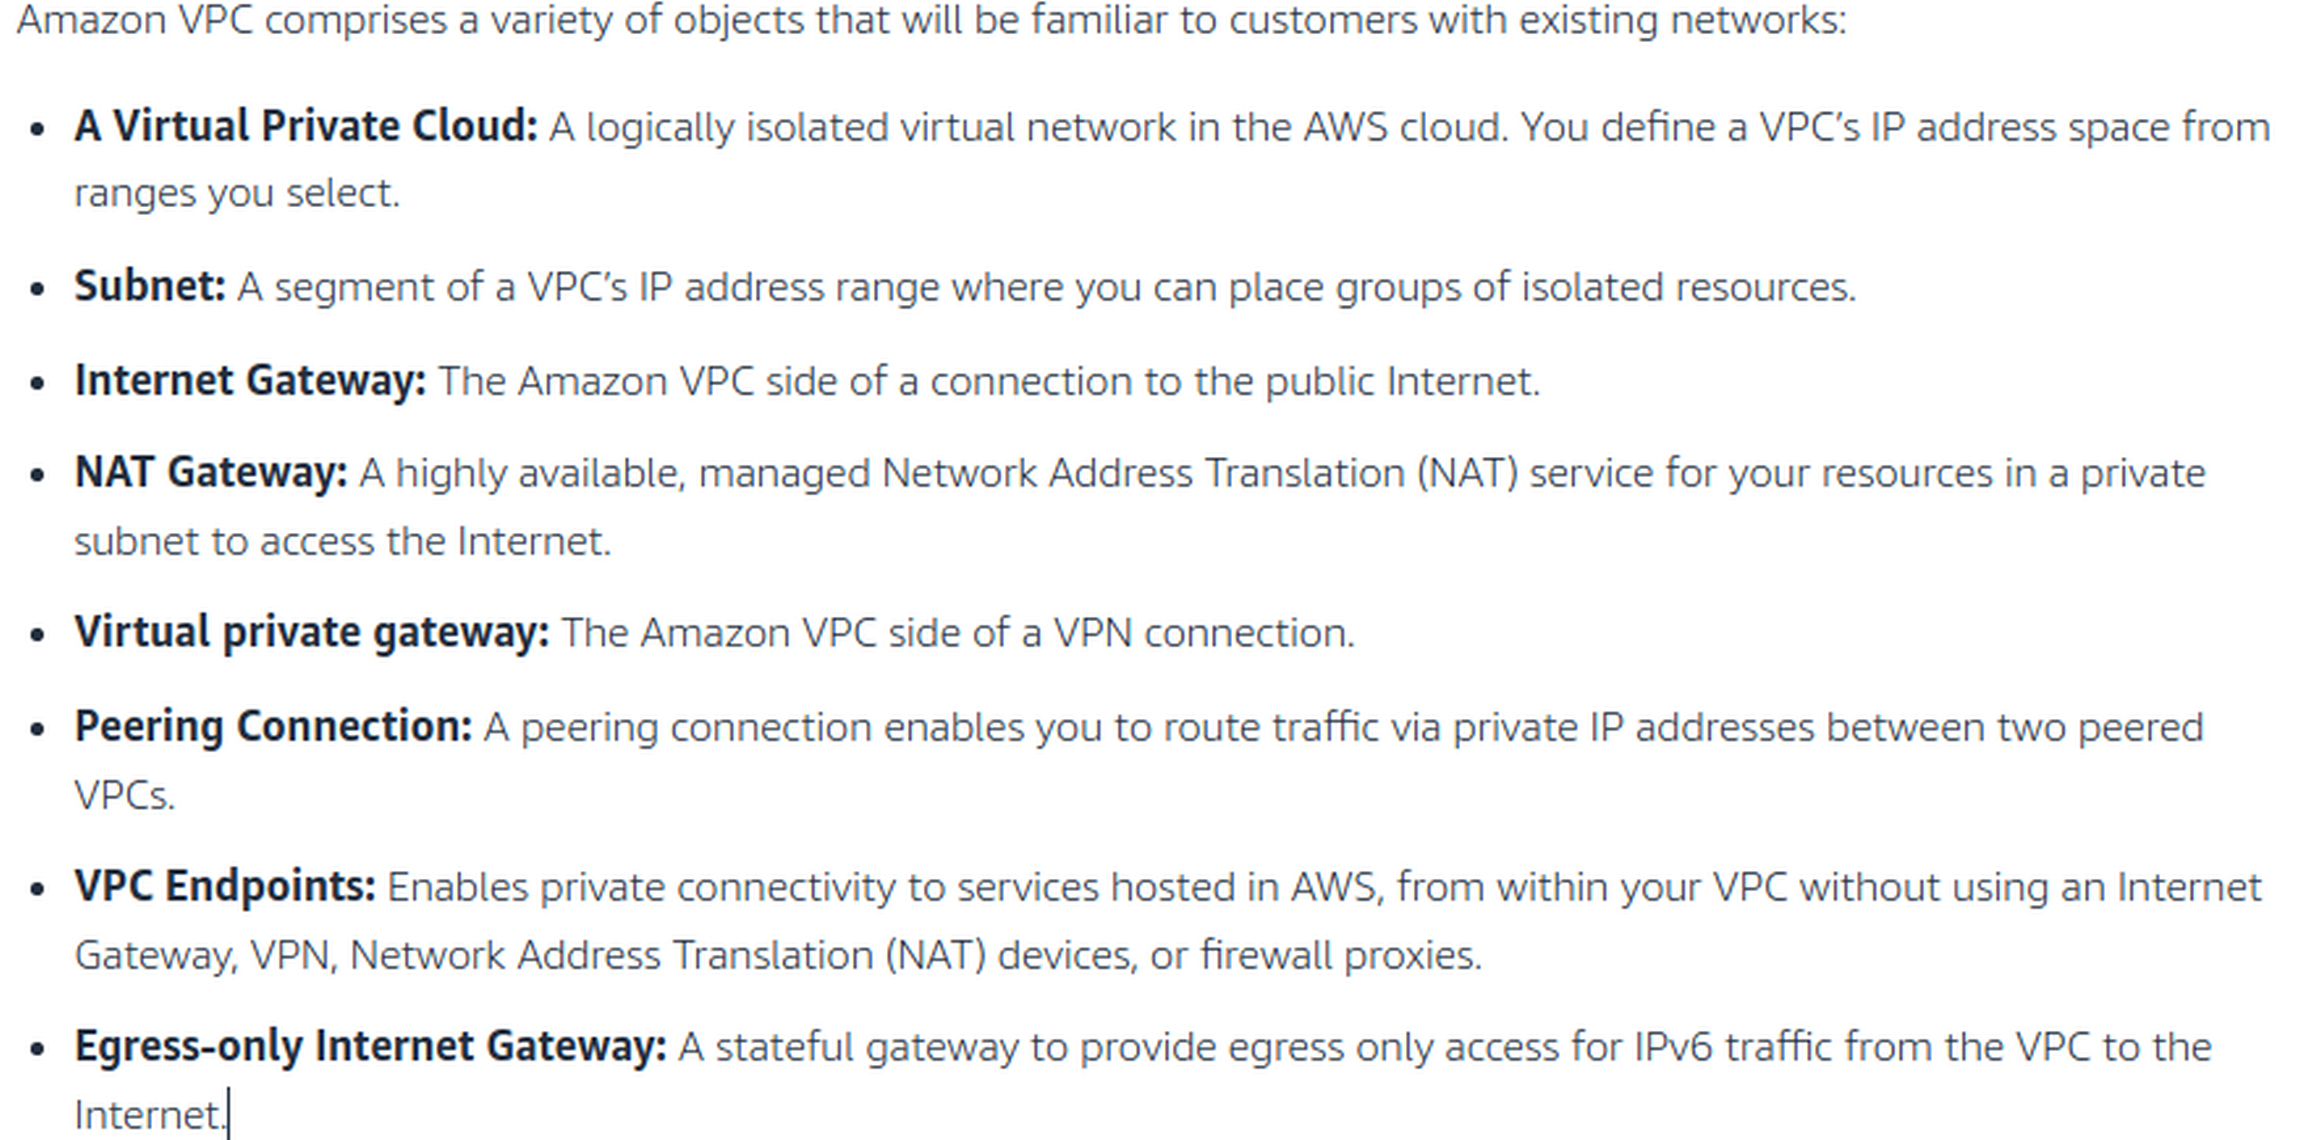 Amazon VPC comprises a variety of objects that will be familiar to customers with existing networks:
• A Virtual Private Cloud: A logically isolated virtual network in the AWS cloud. You define a VPC’s IP address space from
ranges you select.
• Subnet: A segment of a VPC’s IP address range where you can place groups of isolated resources.
• Internet Gateway: The Amazon VPC side of a connection to the public Internet.
• NAT Gateway: A highly available, managed Network Address Translation (NAT) service for your resources in a private
subnet to access the Internet.
• Virtual private gateway: The Amazon VPC side of a VPN connection.
• Peering Connection: A peering connection enables you to route traffic via private IP addresses between two peered
VPCs.
• VPC Endpoints: Enables private connectivity to services hosted in AWS, from within your VPC without using an Internet
Gateway, VPN, Network Address Translation (NAT) devices, or firewall proxies.
• Egress-only Internet Gateway: A stateful gateway to provide egress only access for IPv6 traffic from the VPC to the
Internet.